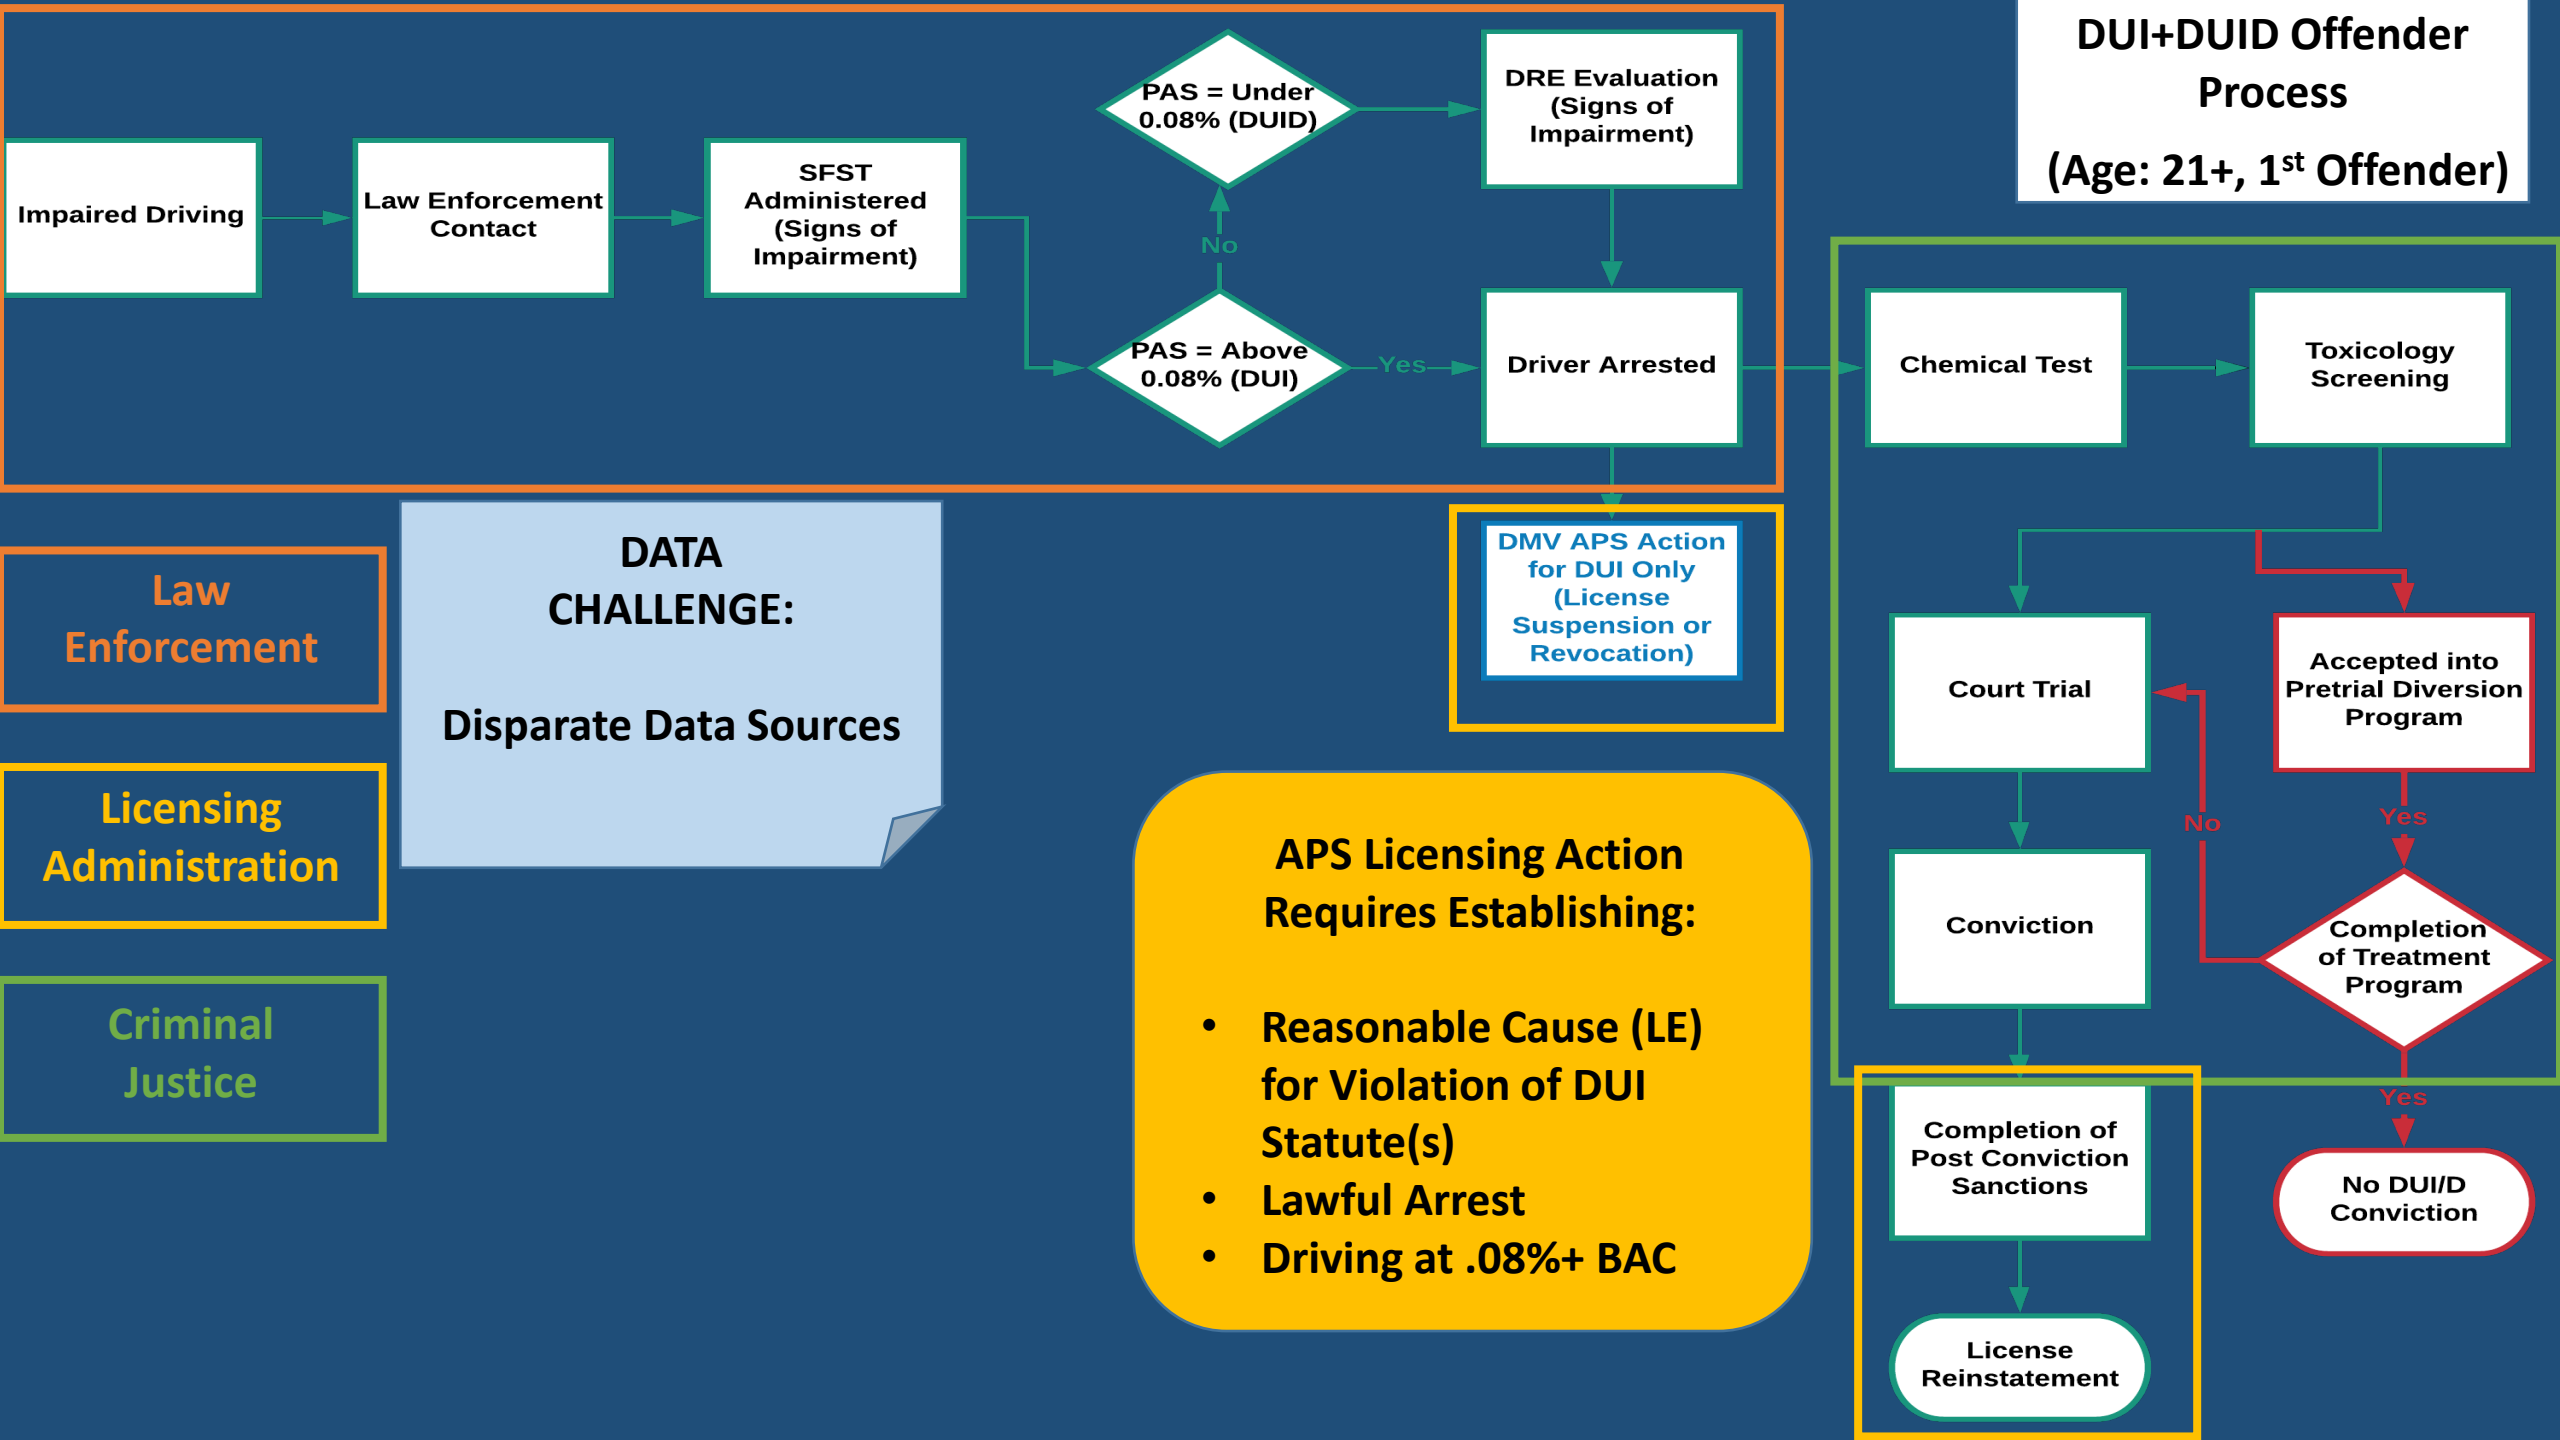 DUI+DUID Offender
Process
(Age: 21+, 1st Offender)
Impaired Driving
Law Enforcement
Contact
SFST
Administered
(Signs of
Impairment)
PAS = Under
0.08% (DUID)
No
PAS = Above
0.08% (DUI)
Yes
DRE Evaluation
(Signs of
Impairment)
Driver Arrested
Chemical Test
Toxicology
Screening
DMV APS Action
for DUI Only
(License
Suspension or
Revocation)
Law
Enforcement
Licensing
Administration
Criminal
Justice
DATA
CHALLENGE:
Disparate Data Sources
APS Licensing Action
Requires Establishing:
• Reasonable Cause (LE)
for Violation of DUI
Statute(s)
• Lawful Arrest
• Driving at .08%+ BAC
Court Trial
Accepted into
Pretrial Diversion
Program
No
Yes
Conviction
Completion
of Treatment
Program
Yes
Completion of
Post Conviction
Sanctions
No DUI/D
Conviction
License
Reinstatement